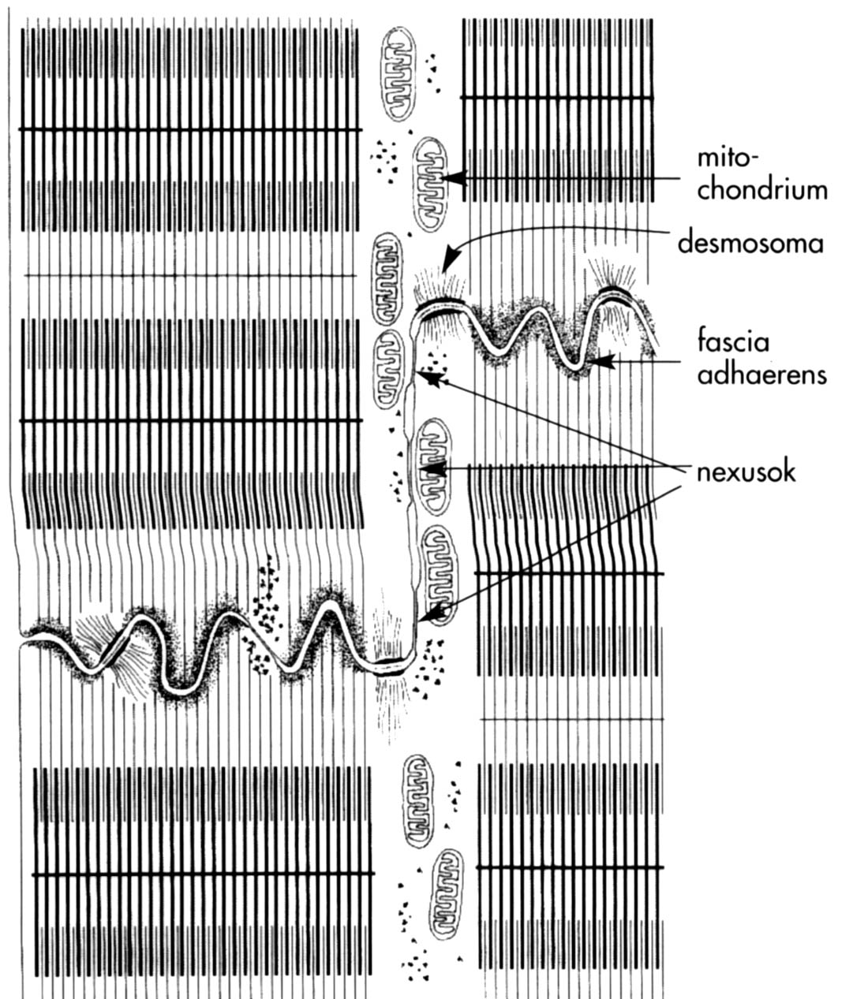 mito-
chondrium
desmosoma
fascia
adhaerens
nexusok